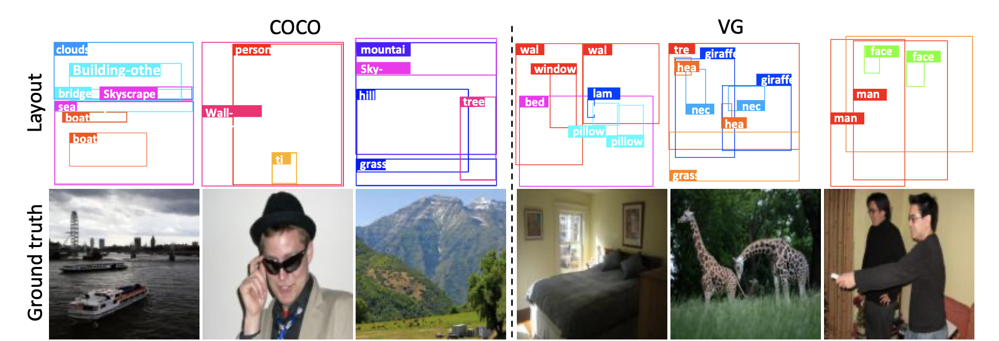 COCO
VG
Layout
clouds
Building-othe
bridge
Skyscrape
sea
boat
boat
person
Wall-
ti
mountai
Sky-
hill
tree
grass
wal
wal
window
lam
bed
pillow
pillow
tre
giraffe
hea
giraffe
nec
nec
hea
grass
face
face
man
man
Ground truth